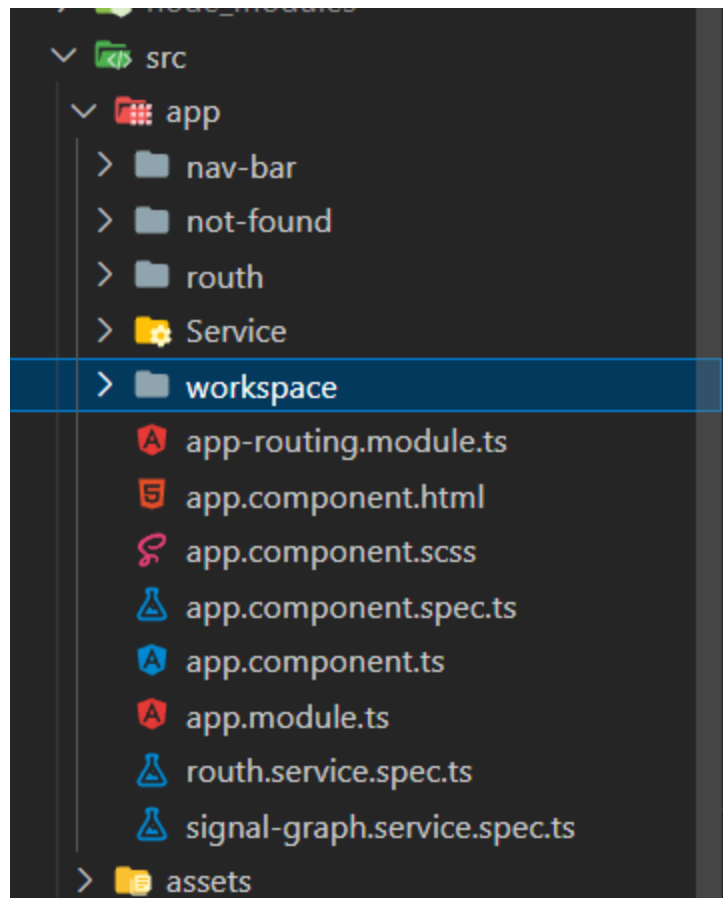 node_modules
src
app
nav-bar
not-found
routh
Service
workspace
app-routing.module.ts
app.component.html
app.component.scss
app.component.spec.ts
app.component.ts
app.module.ts
routh.service.spec.ts
signal-graph.service.spec.ts
assets